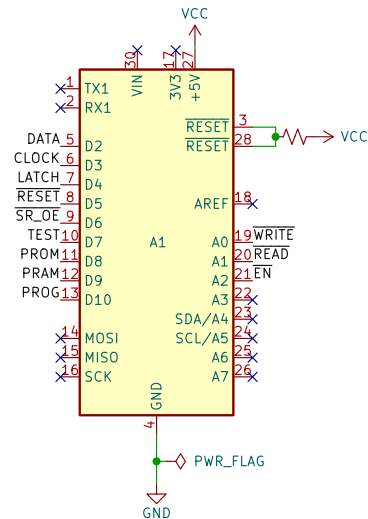 VCC
30 17 27
VIN 3V3 +5V
1 TX1
2 RX1
RESET 3
RESET 28 VCC
DATA 5 D2
CLOCK 6 D3
LATCH 7 D4
RESET 8 D5 AREF 18
SR_OE 9 D6
TEST 10 D7 A1 A0 19 WRITE
PROM 11 D8 A1 20 READ
PRAM 12 D9 A2 21 EN
PROG 13 D10 A3 22
SDA/A4 23
14 MOSI SCL/A5 24
15 MISO A6 25
16 SCK A7 26
GND
4
PWR_FLAG
GND